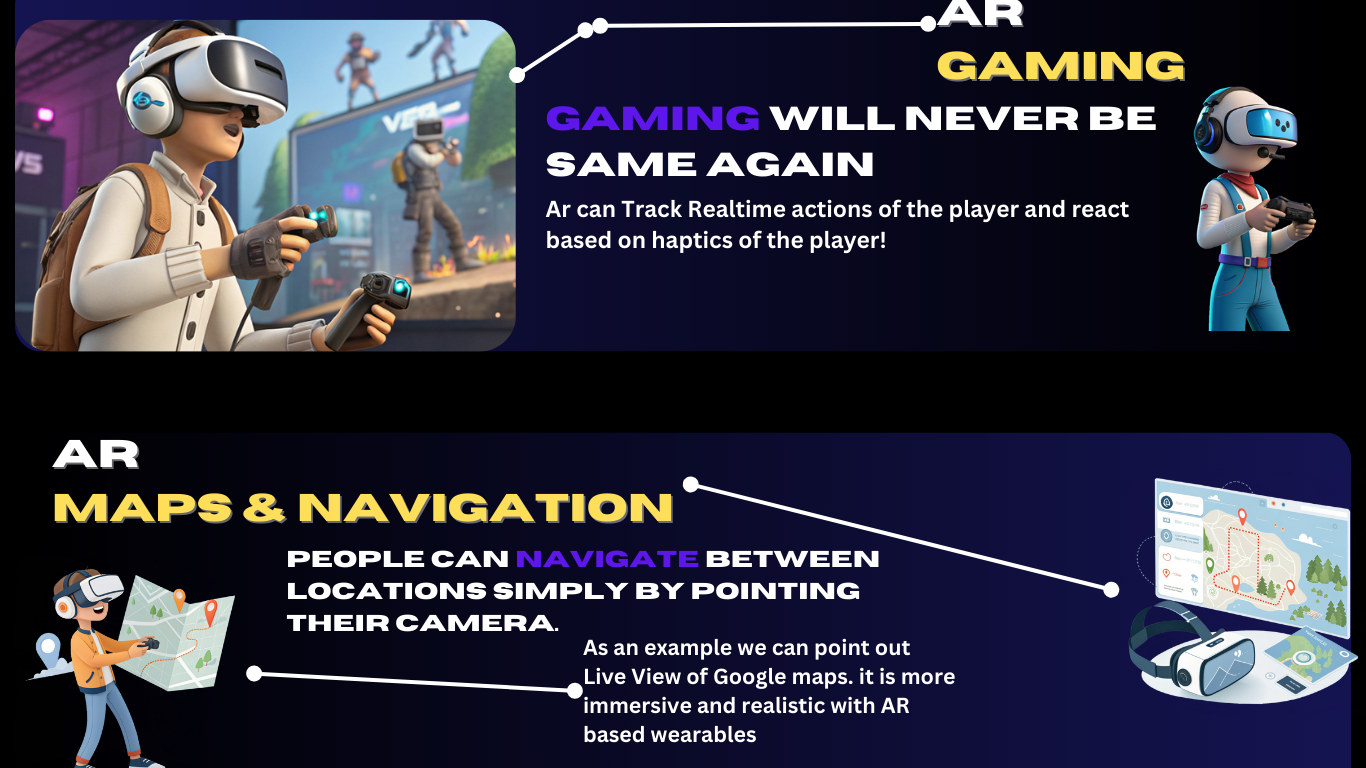 AR
GAMING
GAMING WILL NEVER BE
SAME AGAIN
Ar can Track Realtime actions of the player and react
based on haptics of the player!
AR
MAPS & NAVIGATION
PEOPLE CAN NAVIGATE BETWEEN
LOCATIONS SIMPLY BY POINTING
THEIR CAMERA.
As an example we can point out
Live View of Google maps. it is more
immersive and realistic with AR
based wearables